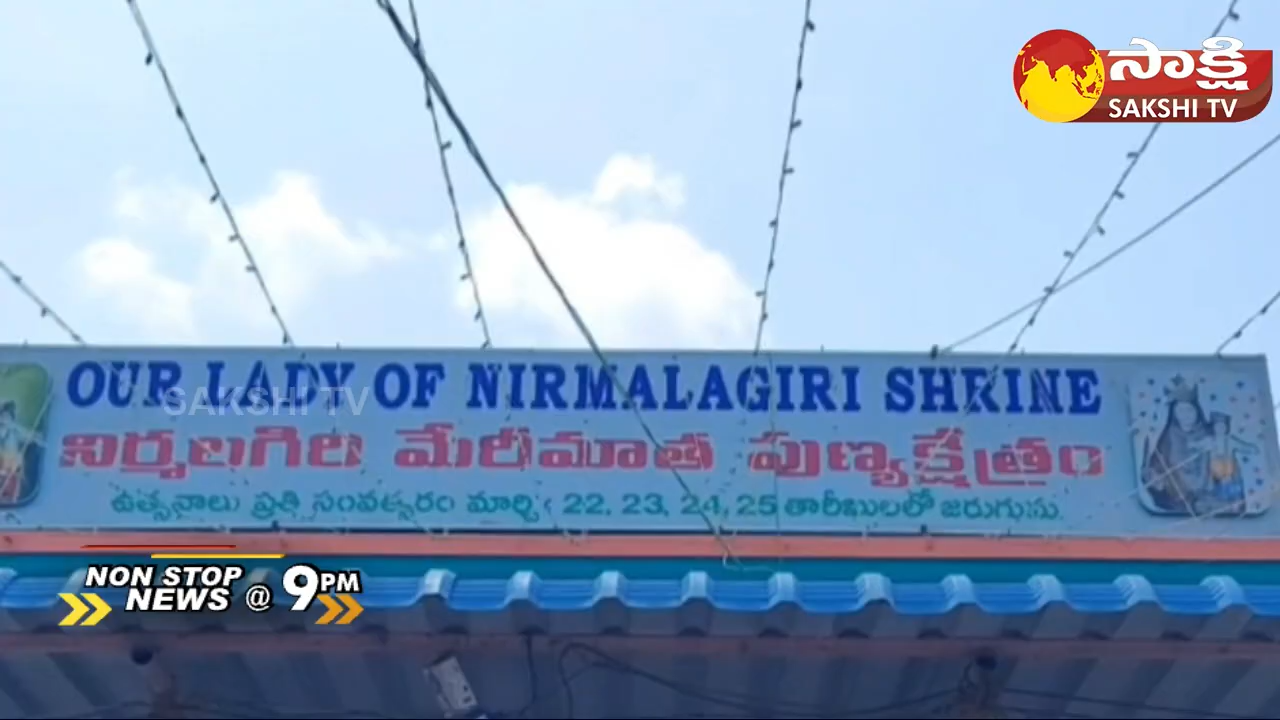 సాక్షి
SAKSHI TV
OUR LADY OF NIRMALAGIRI SHRINE
SAKSHI TV
నిర్మలగిరి మేరీమాత పుణ్యక్షేత్రం
ఉత్సవాలు ప్రతి సంవత్సరం మార్చి 22, 23, 24, 25 తారీఖులలో జరుగును.
NON STOP
NEWS @ 9PM